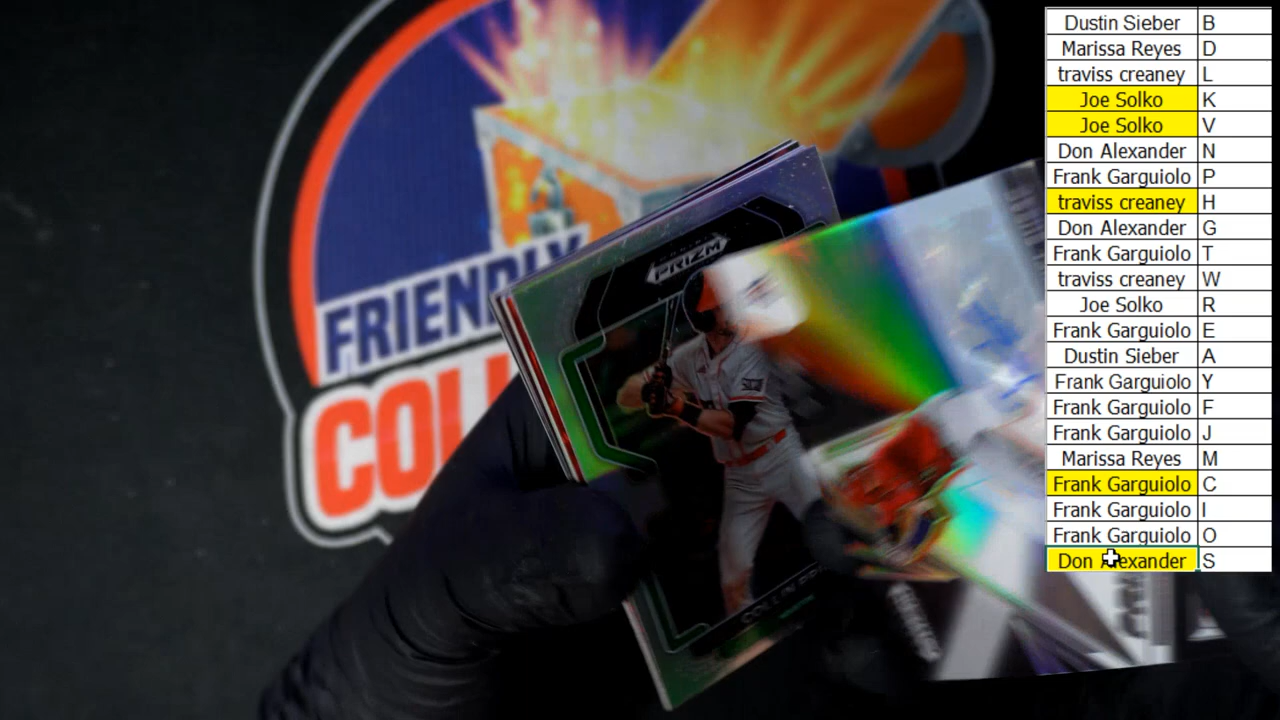 Dustin Sieber B
Marissa Reyes D
traviss creaney L
Joe Solko K
Joe Solko V
Don Alexander N
Frank Garguiolo P
traviss creaney H
Don Alexander G
Frank Garguiolo T
traviss creaney W
Joe Solko R
Frank Garguiolo E
Dustin Sieber A
Frank Garguiolo Y
Frank Garguiolo F
Frank Garguiolo J
Marissa Reyes M
Frank Garguiolo C
Frank Garguiolo I
Frank Garguiolo O
Don Alexander S
PRIZM